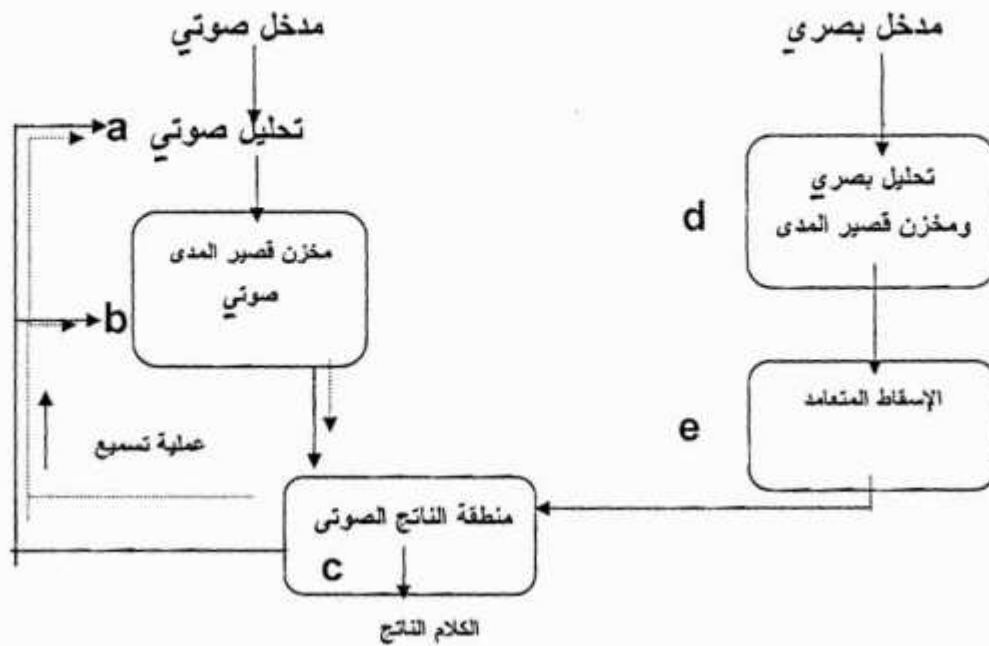 مدخل صوتي
مدخل بصري
a
تحليل صوتي
تحليل بصري
ومخزن قصير المدى
d
مخزن قصير المدى
صوتي
b
الإسقاط المتعامد
e
عملية تسميع
منطقة الناتج الصوتى
c
الكلام الناتج